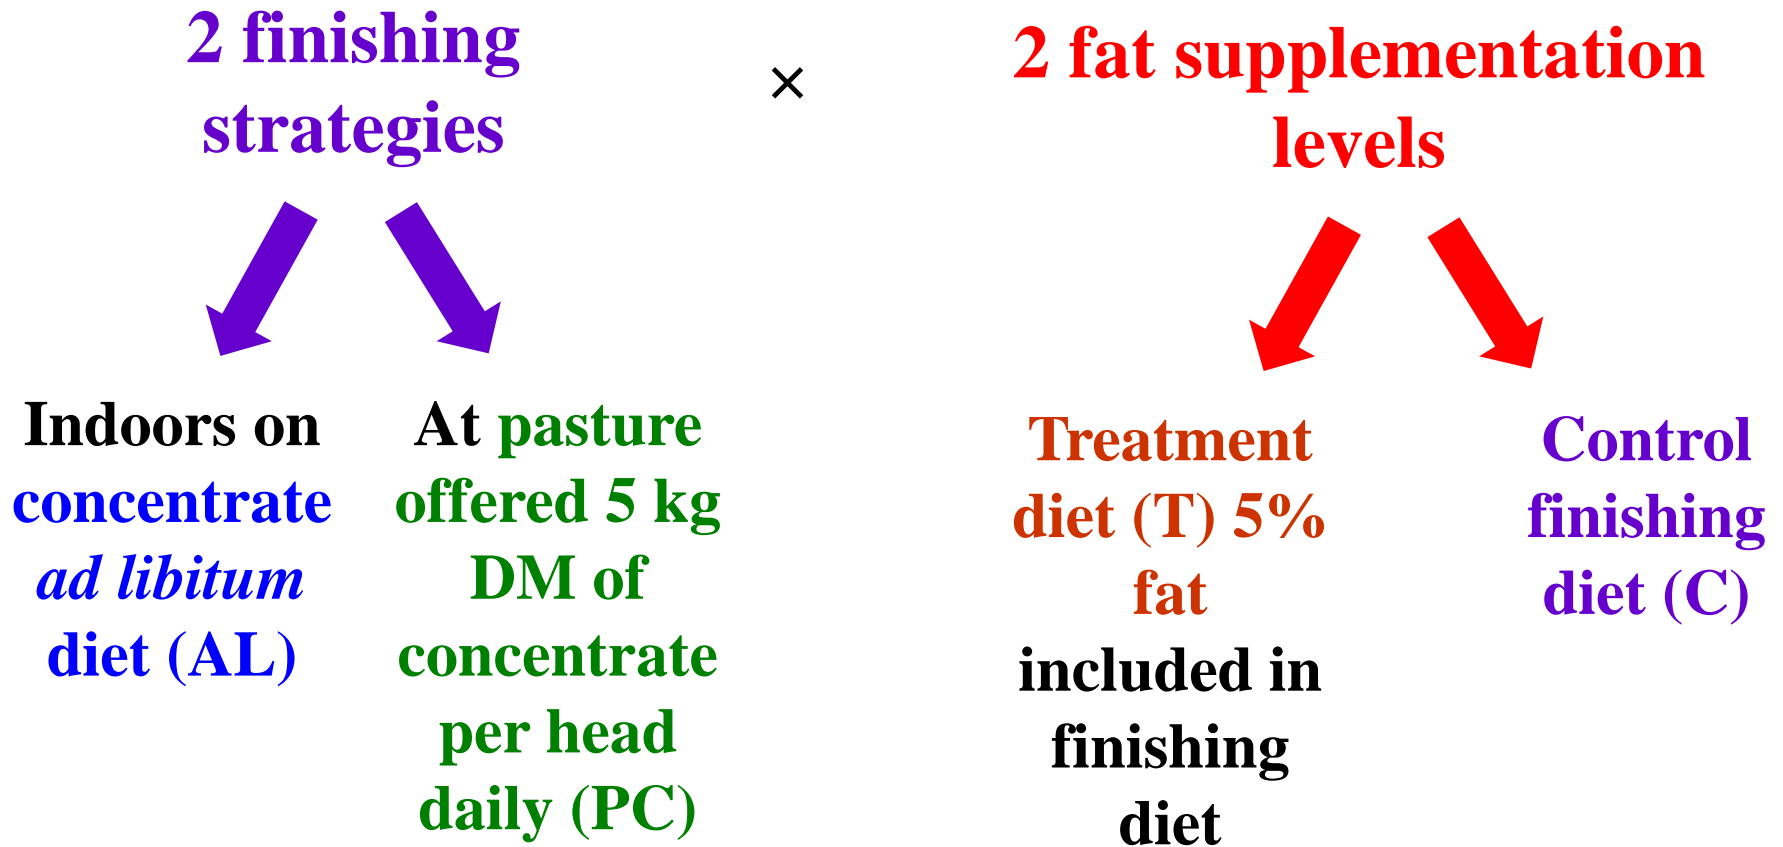 2 finishing
strategies
×
2 fat supplementation
levels
Indoors on
concentrate
ad libitum
diet (AL)
At pasture
offered 5 kg
DM of
concentrate
per head
daily (PC)
Treatment
diet (T) 5%
fat
included in
finishing
diet
Control
finishing
diet (C)